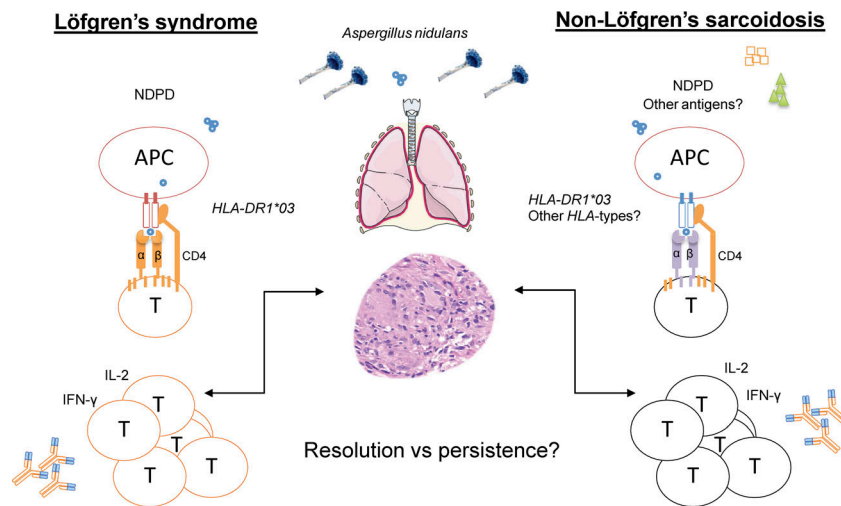 Löfgren's syndrome
Non-Löfgren's sarcoidosis
Aspergillus nidulans
NDPD
NDPD
Other antigens?
APC
APC
HLA-DR1*03
HLA-DR1*03
Other HLA-types?
α β
CD4
α β
CD4
T
T
IL-2
IFN-γ
T
T
T
T
T
IL-2
IFN-γ
T
T
T
T
T
Resolution vs persistence?